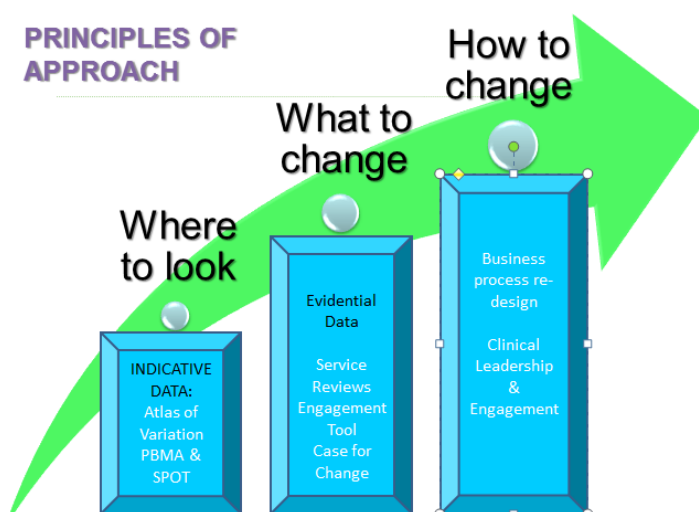 PRINCIPLES OF
APPROACH
Where
to look
INDICATIVE
DATA:
Atlas of
Variation
PBMA &
SPOT
What to
change
Evidential
Data
Service
Reviews
Engagement
Tool
Case for
Change
How to
change
Business
process re-
design
Clinical
Leadership
&
Engagement